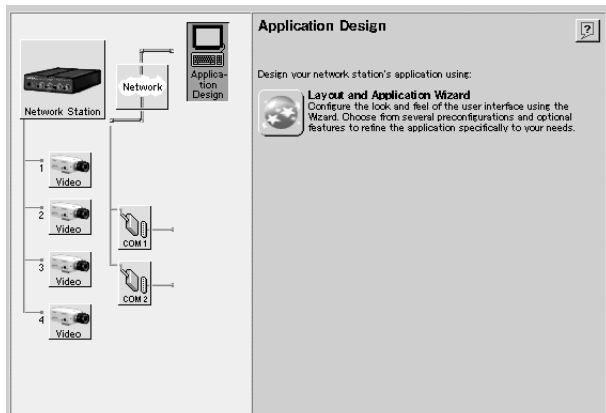 Application Design
?
Applica-
tion
Design
Network
Network Station
Design your network station's application using:
Layout and Application Wizard
Configure the look and feel of the user interface using the
Wizard. Choose from several preconfigurations and optional
features to refine the application specifically to your needs.
1
Video
2
Video
COM 1
3
Video
COM 2
4
Video